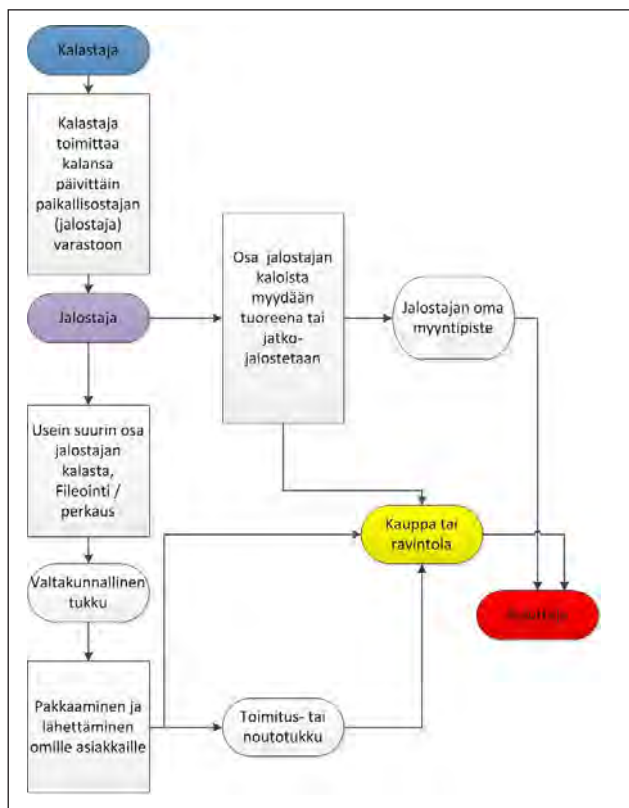 Kalastaja
Kalastaja
toimittaa
kalansa
päivittäin
paikallisostajan
(jalostaja)
varastoon
Jalostaja
Osa jalostajan
kaloista
myydään
tuoreena tai
jatko-
jalostetaan
Jalostajan oma
myyntipiste
Usein suurin osa
jalostajan
kalasta,
Fileointi /
perkaus
Kauppa tai
ravintola
Valtakunnallinen
tukku
Pakkaaminen ja
lähettäminen
omille asiakkaille
Toimitus- tai
noutotukku